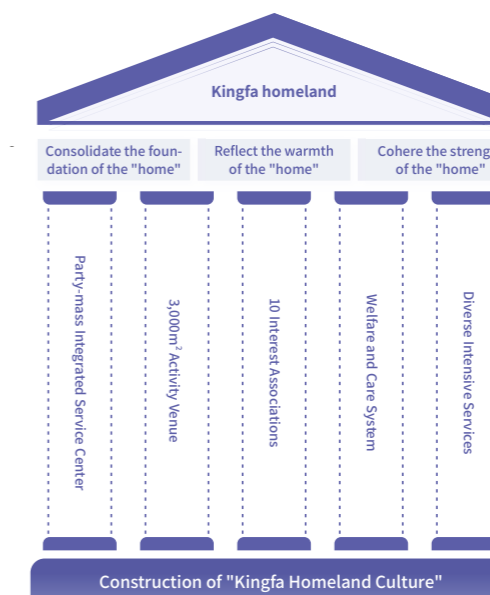 Kingfa homeland
Consolidate the foun-
dation of the "home"
Reflect the warmth
of the "home"
Cohere the streng
of the "home"
Party-mass Integrated Service Center
3,000m² Activity Venue
10 Interest Associations
Welfare and Care System
Diverse Intensive Services
Construction of "Kingfa Homeland Culture"